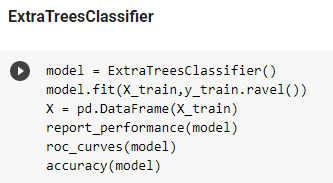 ExtraTreesClassifier
model = ExtraTreesClassifier()
model.fit(X_train,y_train.ravel())
X = pd.DataFrame(X_train)
report_performance(model)
roc_curves(model)
accuracy(model)